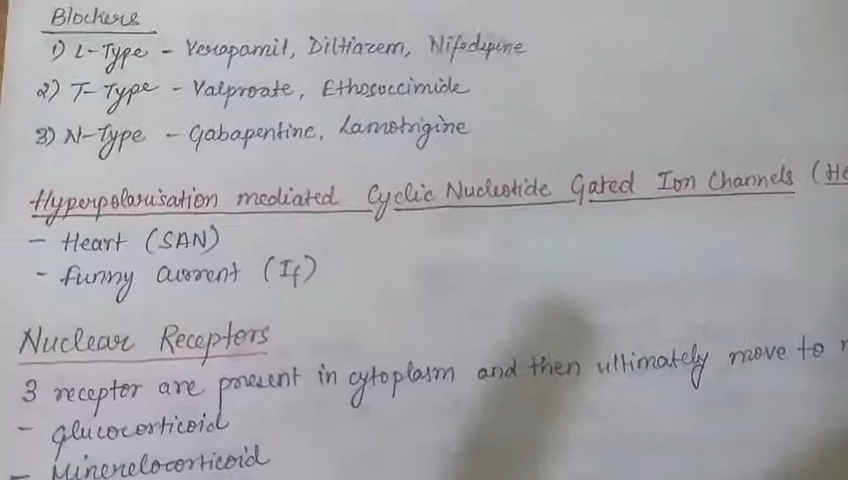 Blockers
1) L-Type - Verapamil, Diltiazem, Nifedipine
2) T-Type - Valproate, Ethosuccimide
3) N-Type - Gabapentine, Lamotrigine
Hyperpolarisation mediated Cyclic Nucleotide Gated Ion Channels (
- Heart (SAN)
- funny current (If)
Nuclear Receptors
3 receptor are present in cytoplasm and then ultimately move to
- glucocorticoid
- Minerelocorticoid